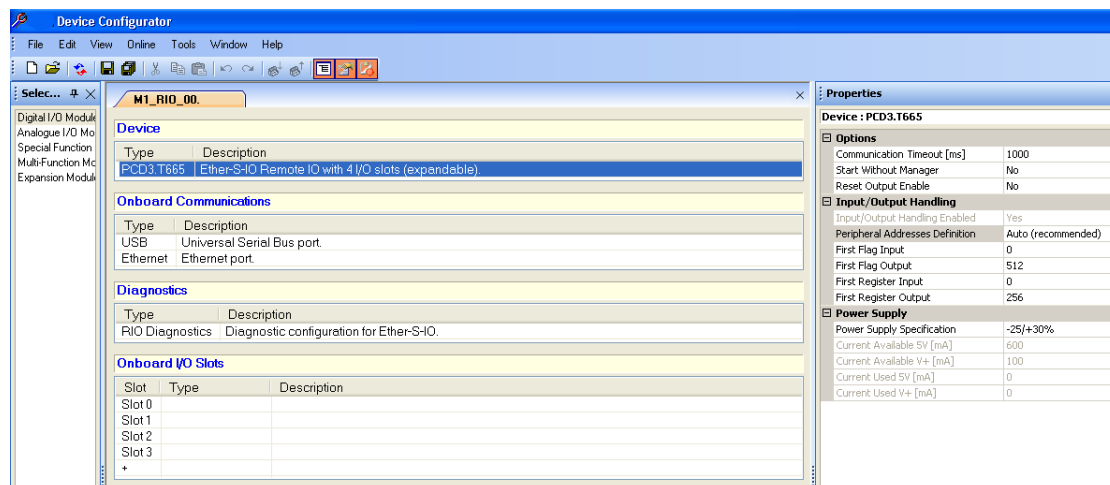 Device Configurator
File Edit View Online Tools Window Help
Selec...
Digital I/O Module
Analogue I/O Mo
Special Function
Multi-Function Mo
Expansion Module
M1_RIO_00.
Device
Type Description
PCD3.T665 Ether-S-IO Remote IO with 4 I/O slots (expandable).
Onboard Communications
Type Description
USB Universal Serial Bus port.
Ethernet Ethernet port.
Diagnostics
Type Description
RIO Diagnostics Diagnostic configuration for Ether-S-IO.
Onboard I/O Slots
Slot Type Description
Slot 0
Slot 1
Slot 2
Slot 3
+
Properties
Device : PCD3.T665
Options
Communication Timeout [ms] 1000
Start Without Manager No
Reset Output Enable No
Input/Output Handling
Input/Output Handling Enabled Yes
Peripheral Addresses Definition Auto (recommended)
First Flag Input 0
First Flag Output 512
First Register Input 0
First Register Output 256
Power Supply
Power Supply Specification -25/+30%
Current Available 5V [mA] 600
Current Available V+ [mA] 100
Current Used 5V [mA] 0
Current Used V+ [mA] 0